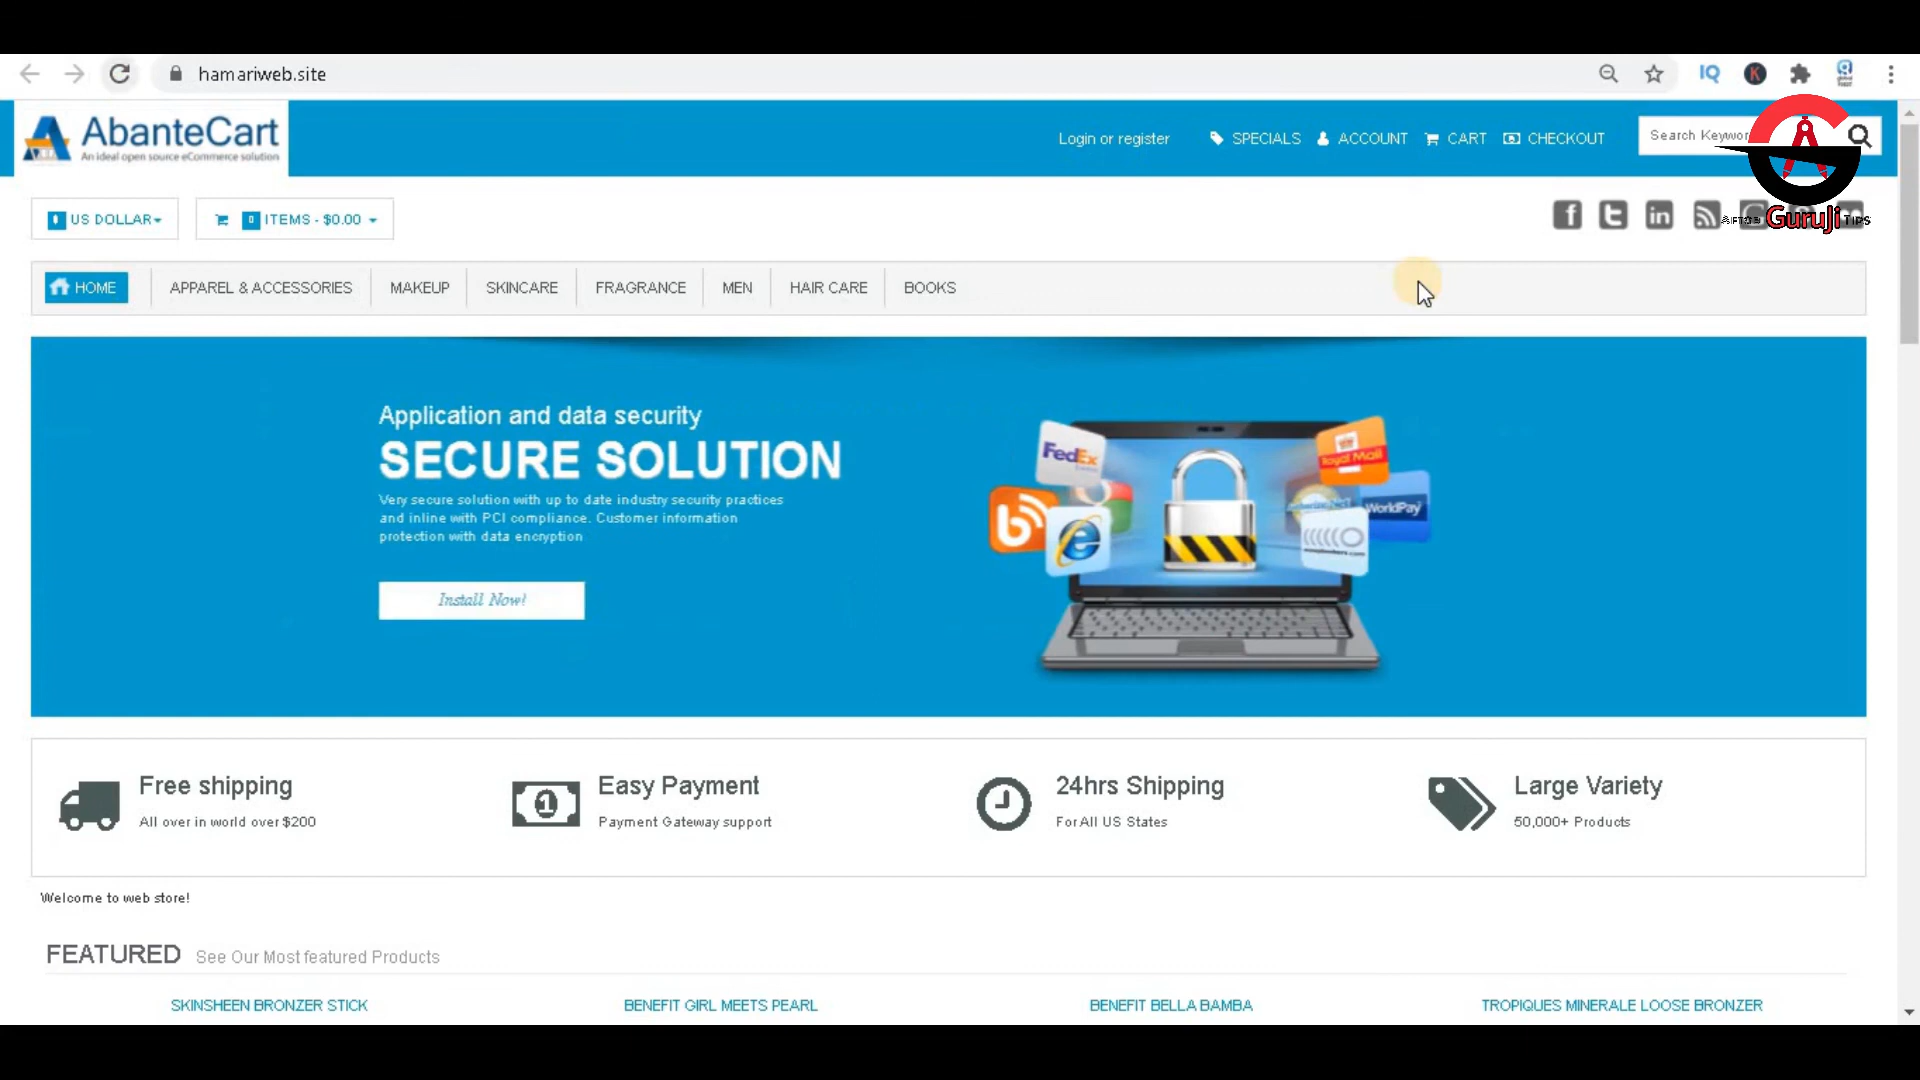 hamariweb.site
IQ
K
AbanteCart
An ideal open source eCommerce solution
Login or register
SPECIALS
ACCOUNT
CART
CHECKOUT
Search Keywor
US DOLLAR
0 ITEMS - $0.00
GuruJi TIPS
HOME
APPAREL & ACCESSORIES
MAKEUP
SKINCARE
FRAGRANCE
MEN
HAIR CARE
BOOKS
Application and data security
SECURE SOLUTION
Very secure solution with up to date industry security practices
and inline with PCI compliance. Customer information
protection with data encryption
Install Now!
FedEx
Royal Mail
WorldPay
Free shipping
All over in world over $200
Easy Payment
Payment Gateway support
24hrs Shipping
For All US States
Large Variety
50,000+ Products
Welcome to web store!
FEATURED See Our Most featured Products
SKINSHEEN BRONZER STICK
BENEFIT GIRL MEETS PEARL
BENEFIT BELLA BAMBA
TROPIQUES MINERALE LOOSE BRONZER